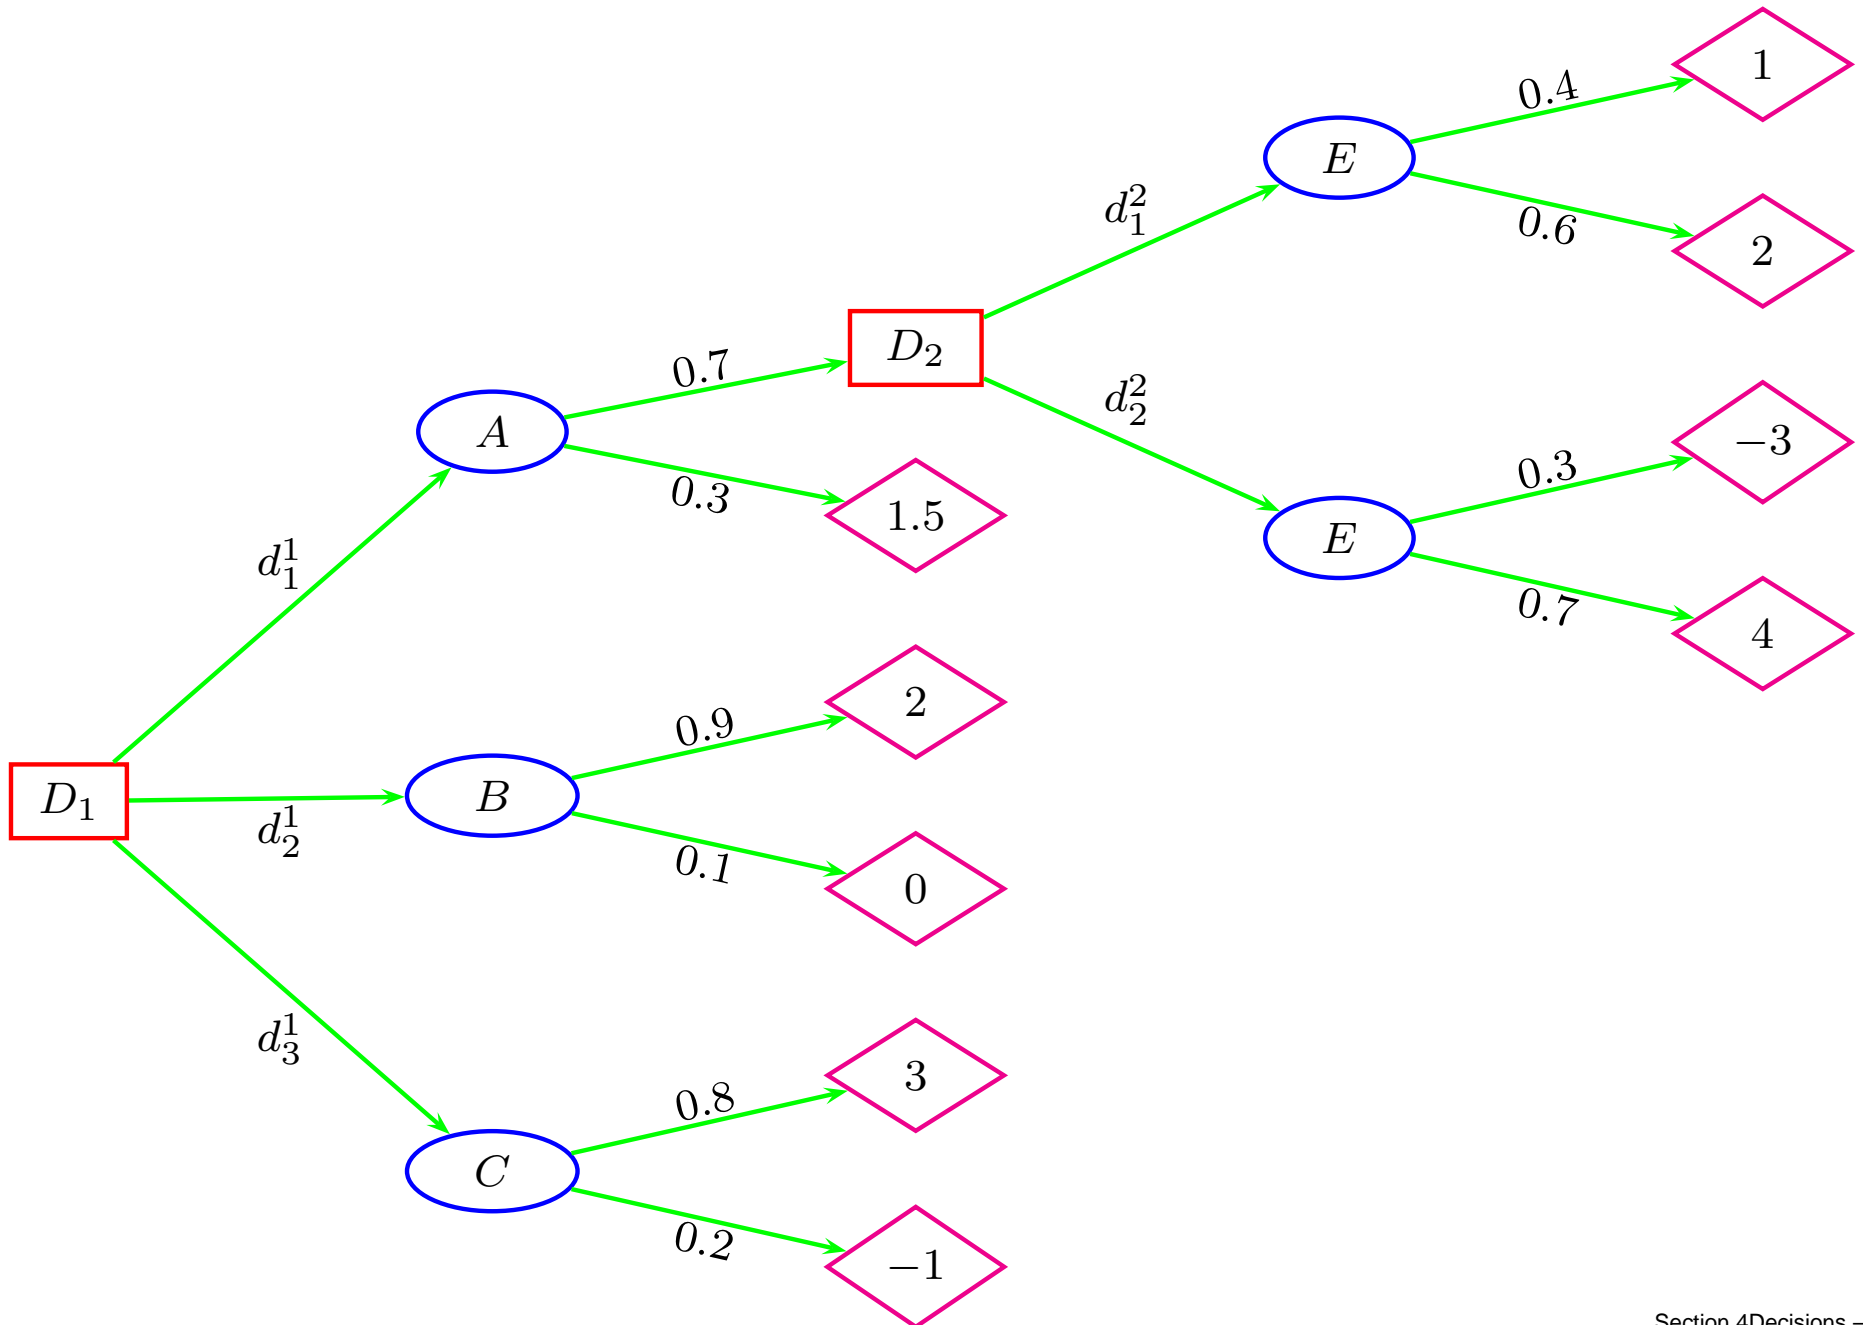 1
0.4
E
d_1^2
0.6
2
D_2
0.7
d_2^2
A
-3
0.3
0.3
1.5
E
d_1^1
0.7
4
2
0.9
D_1
B
d_2^1
0.1
0
d_3^1
3
0.8
C
0.2
−1
Section 4Decisions –